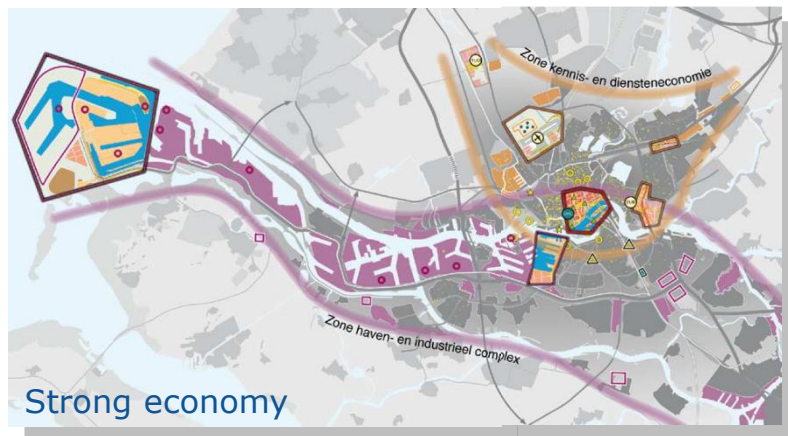 Zone kennis- en diensteneconomie
Zone haven- en industrieel complex
Strong economy